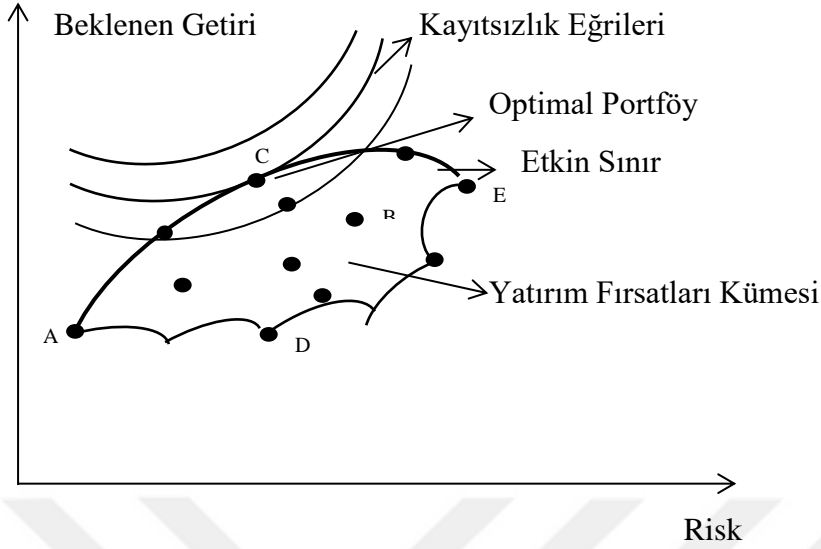 Beklenen Getiri
Kayıtsızlık Eğrileri
Optimal Portföy
C
Etkin Sınır
E
B
Yatırım Fırsatları Kümesi
A
D
Risk